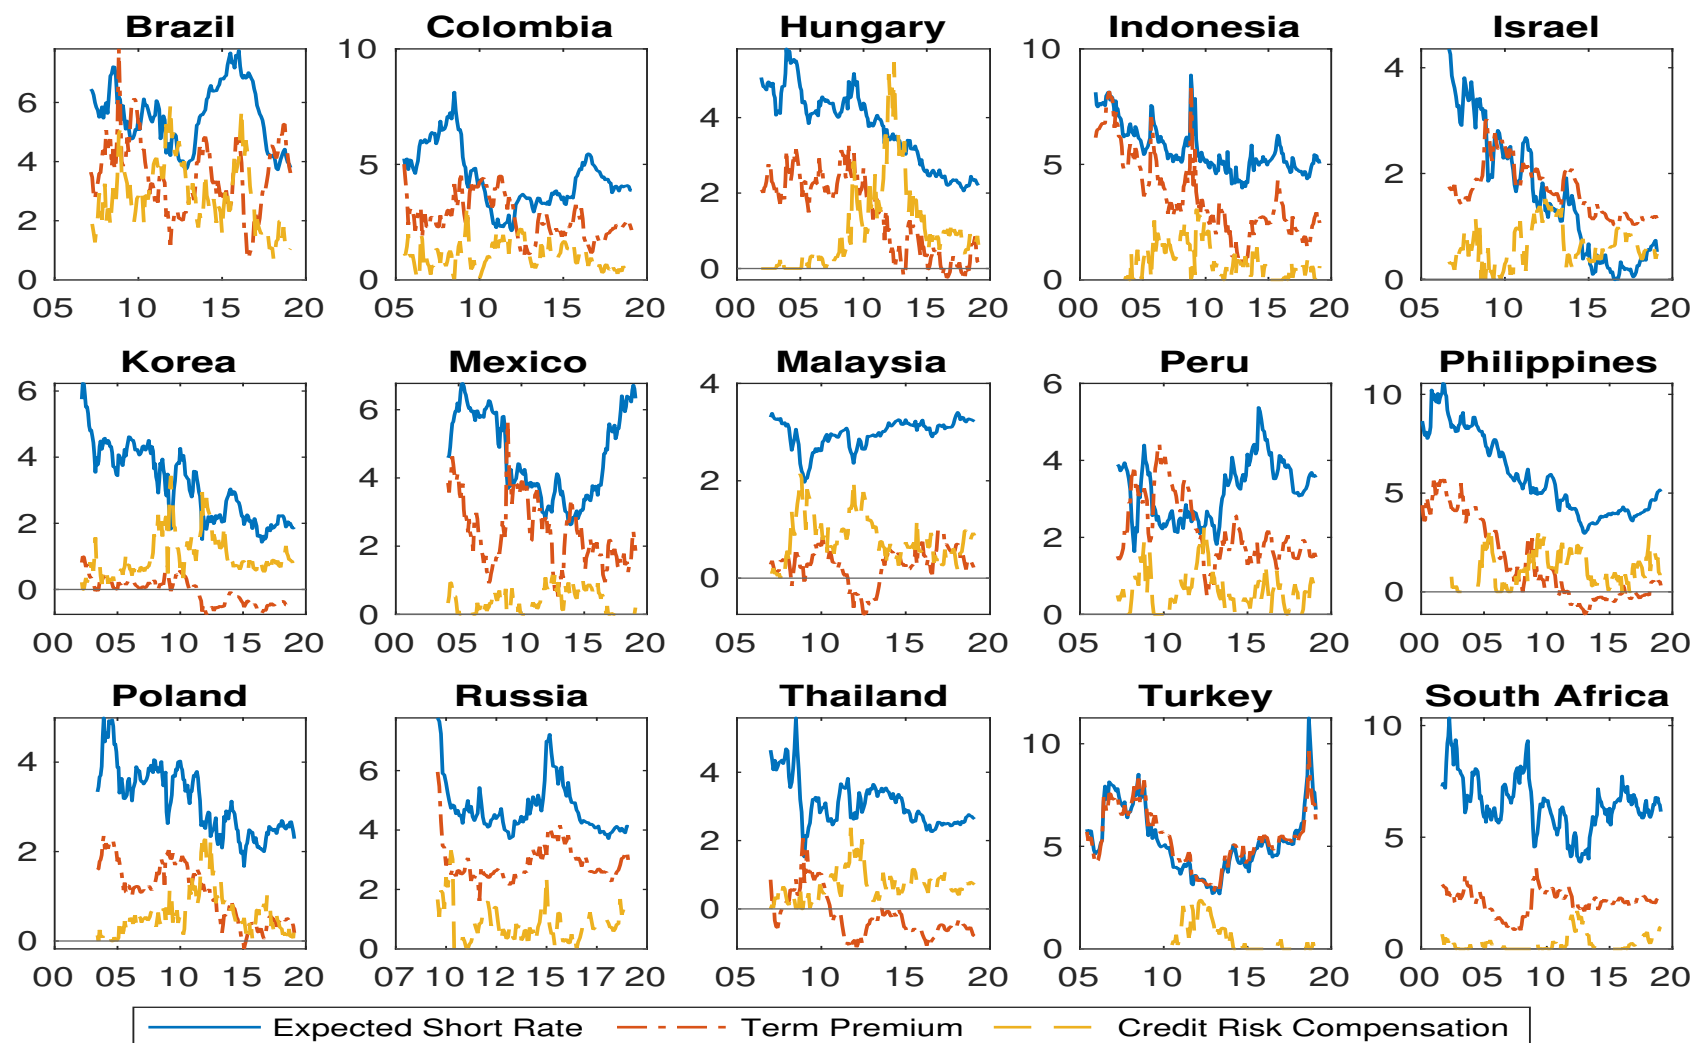 Brazil Colombia Hungary Indonesia Israel
6 4 2 0
05 10 15 20
10 5 0
05 10 15 20
4 2 0
00 05 10 15 20
10 5 0
00 05 10 15 20
4 2 0
05 10 15 20
Korea Mexico Malaysia Peru Philippines
6 4 2 0
00 05 10 15 20
6 4 2 0
00 05 10 15 20
4 2 0
05 10 15 20
6 4 2 0
05 10 15 20
10 5 0
00 05 10 15 20
Poland Russia Thailand Turkey South Africa
4 2 0
00 05 10 15 20
6 4 2 0
07 10 12 15 17 20
4 2 0
05 10 15 20
10 5 0
05 10 15 20
10 5 0
00 05 10 15 20
Expected Short Rate Term Premium Credit Risk Compensation